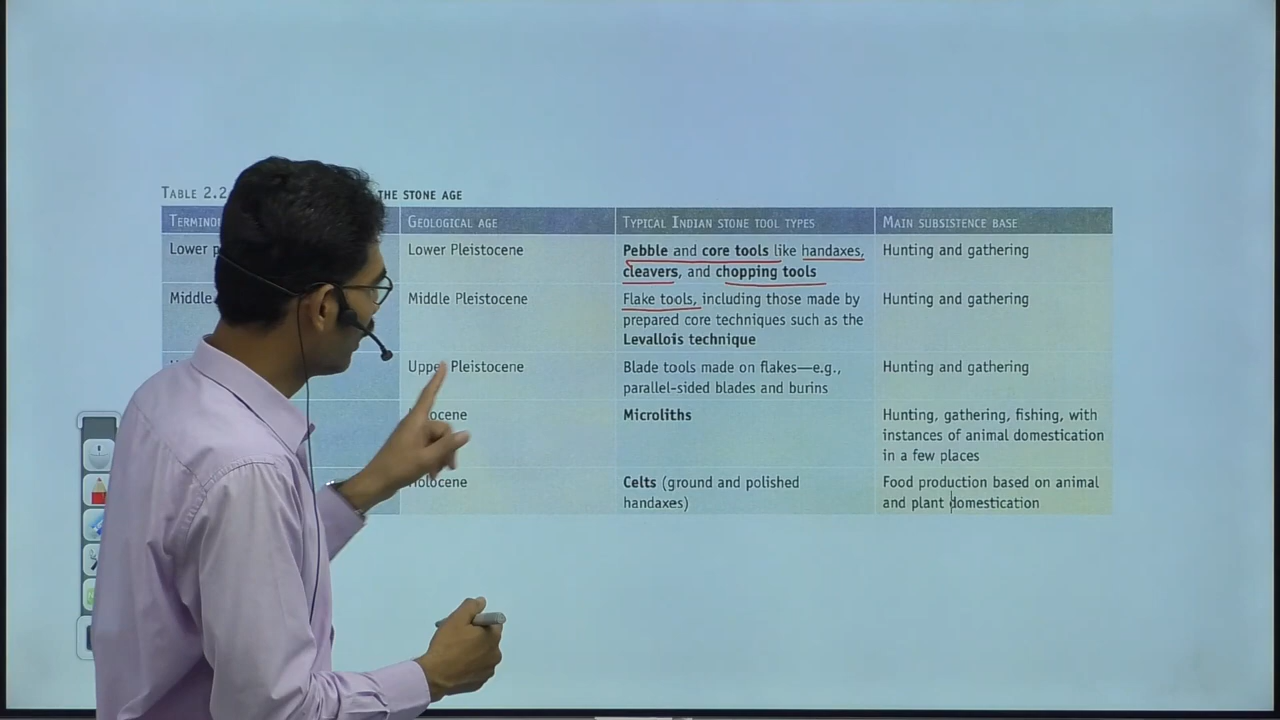 TABLE 2.2 THE STONE AGE
GEOLOGICAL AGE TYPICAL INDIAN STONE TOOL TYPES MAIN SUBSISTENCE BASE
Lower Lower Pleistocene Pebble and core tools like handaxes, Hunting and gathering
cleavers, and chopping tools
Middle Middle Pleistocene Flake tools, including those made by Hunting and gathering
prepared core techniques such as the
Levallois technique
Upper Pleistocene Blade tools made on flakes—e.g., Hunting and gathering
parallel-sided blades and burins
Microliths Hunting, gathering, fishing, with
instances of animal domestication
in a few places
Holocene Celts (ground and polished Food production based on animal
handaxes) and plant domestication